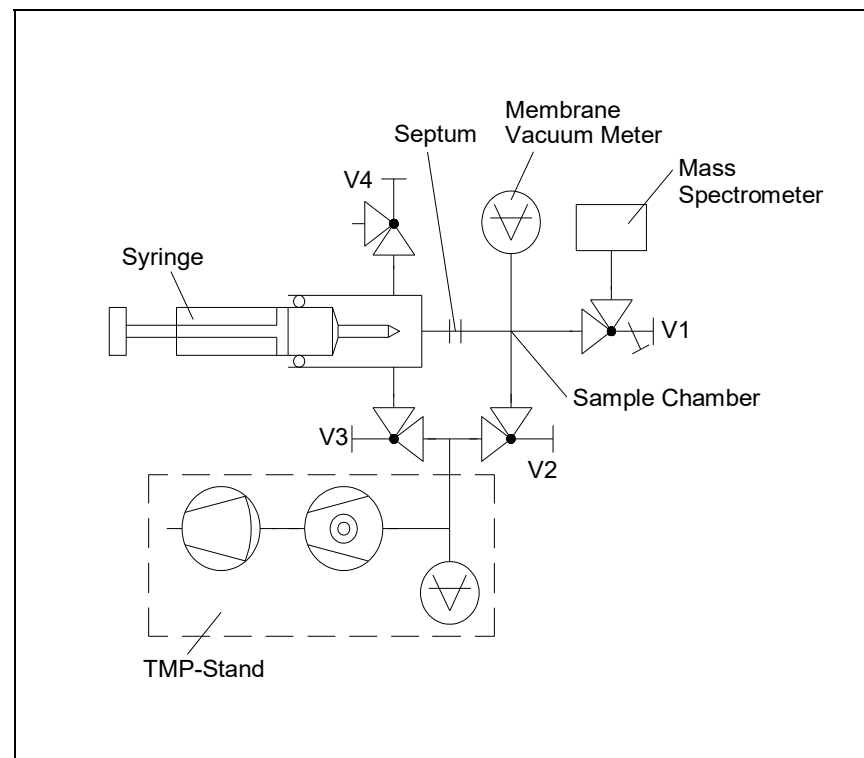 Membrane
Vacuum Meter
Septum
Mass
Spectrometer
V4
Syringe
V1
Sample Chamber
V3
V2
TMP-Stand